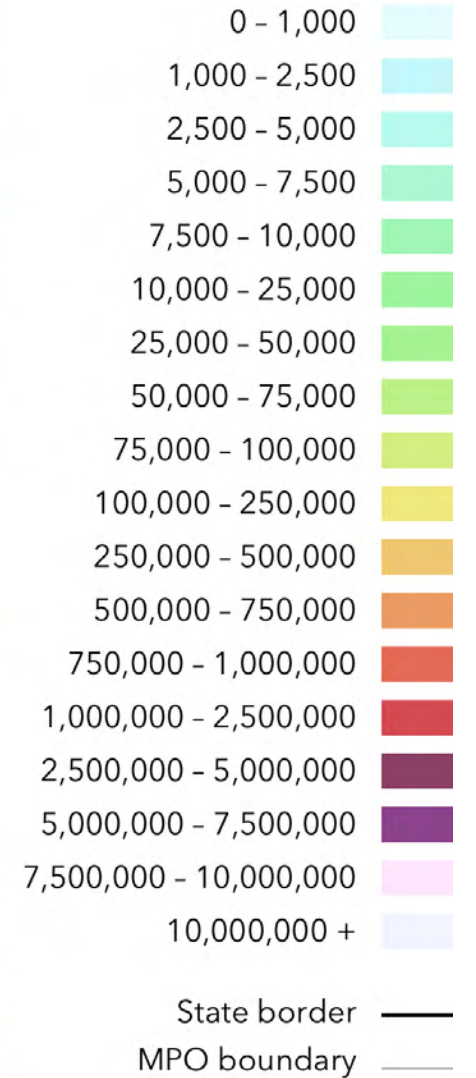 0 – 1,000
1,000 – 2,500
2,500 – 5,000
5,000 – 7,500
7,500 – 10,000
10,000 – 25,000
25,000 – 50,000
50,000 – 75,000
75,000 – 100,000
100,000 – 250,000
250,000 – 500,000
500,000 – 750,000
750,000 – 1,000,000
1,000,000 – 2,500,000
2,500,000 – 5,000,000
5,000,000 – 7,500,000
7,500,000 – 10,000,000
10,000,000 +
State border
MPO boundary